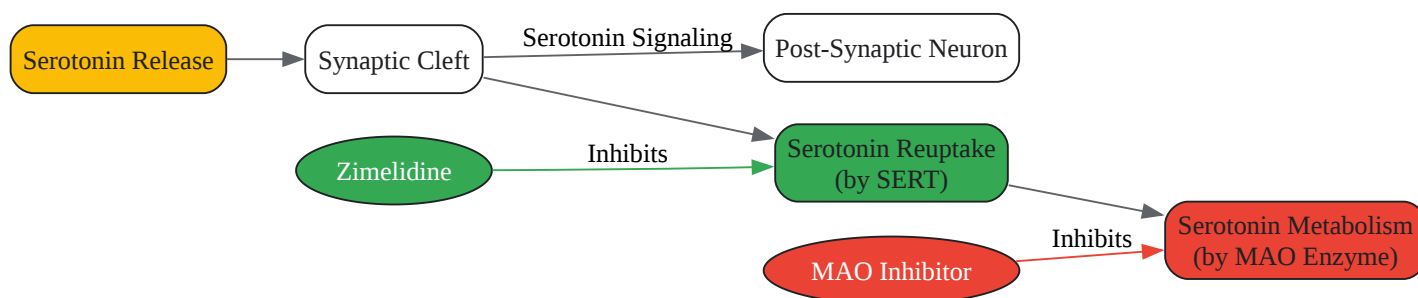 Serotonin Release
Synaptic Cleft
Serotonin Signaling
Post-Synaptic Neuron
Zimelidine
Inhibits
Serotonin Reuptake
(by SERT)
MAO Inhibitor
Inhibits
Serotonin Metabolism
(by MAO Enzyme)